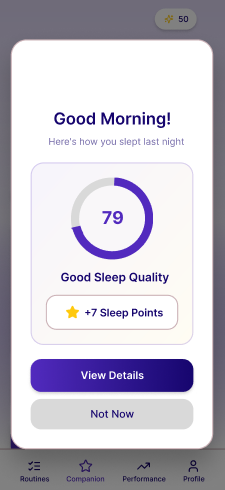 50
Good Morning!
Here's how you slept last night
79
Good Sleep Quality
+7 Sleep Points
View Details
Not Now
Routines
Companion
Performance
Profile